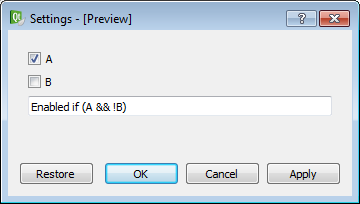 Settings - [Preview]
A
B
Enabled if (A && !B)
Restore OK Cancel Apply